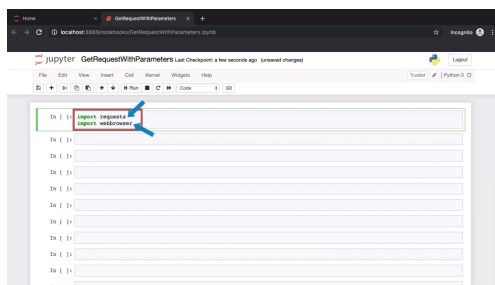 Home
GetRequestWithParameters
localhost:8889/notebooks/GetRequestWithParameters.ipynb
Incognito
jupyter GetRequestWithParameters Last Checkpoint: a few seconds ago (unsaved changes)
Logout
File Edit View Insert Cell Kernel Widgets Help
Trusted Python 3
Run Code
In [ ]: import requests
import webbrowser
In [ ]:
In [ ]:
In [ ]:
In [ ]:
In [ ]:
In [ ]:
In [ ]:
In [ ]:
In [ ]: